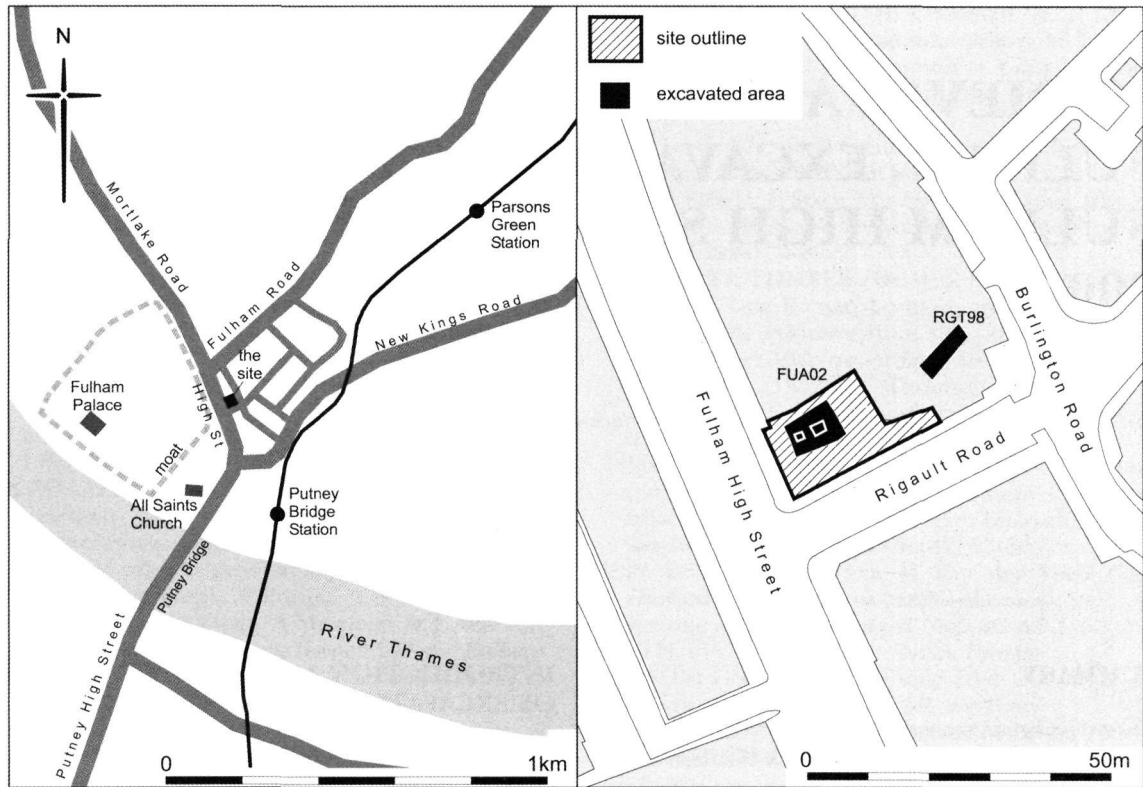 N
Mortlake Road
Fulham Road
Parsons
Green
Station
New Kings Road
the
site
High St
Fulham
Palace
moat
All Saints
Church
Putney
Bridge
Station
Putney Bridge
River Thames
Putney High Street
0
1km
site outline
excavated area
RGT98
FUA02
Burlington Road
Fulham High Street
Rigault Road
0
50m